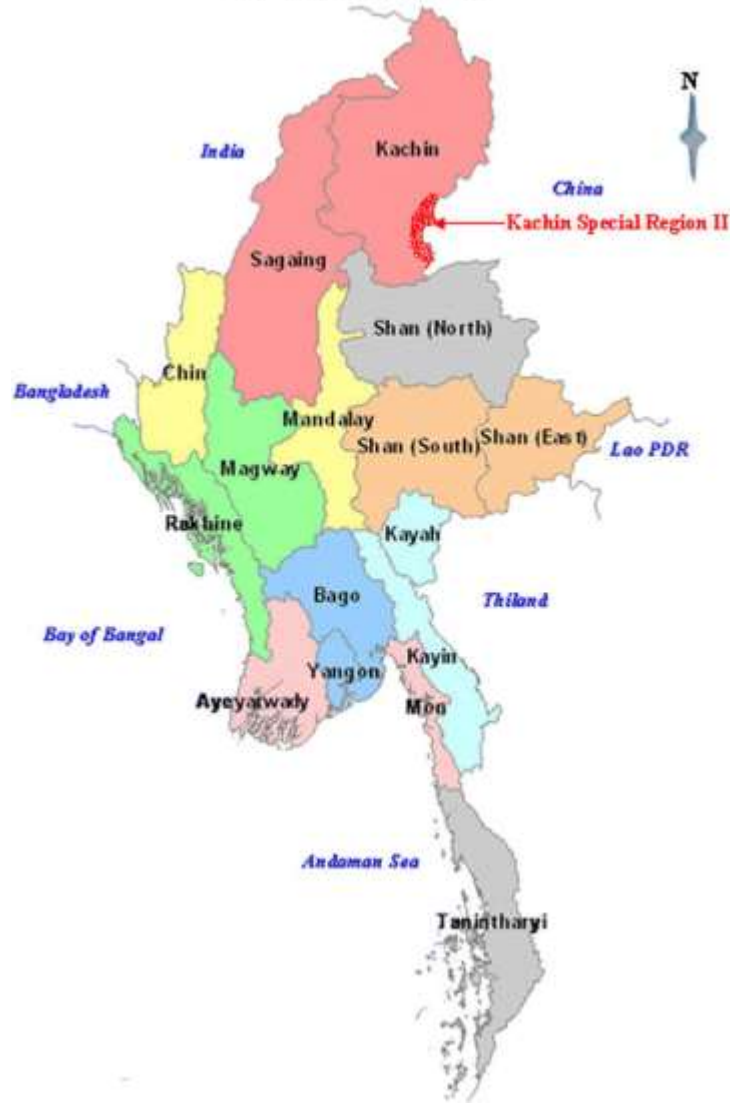 N
India
Kachin
China
Kachin Special Region II
Sagaing
Shan (North)
Chin
Bangladesh
Mandalay
Shan (South)
Shan (East)
Lao PDR
Magway
Rakhine
Kayah
Bago
Thiland
Bay of Bangal
Kayin
Yangon
Ayeyarwady
Mon
Andaman Sea
Tanintharyi